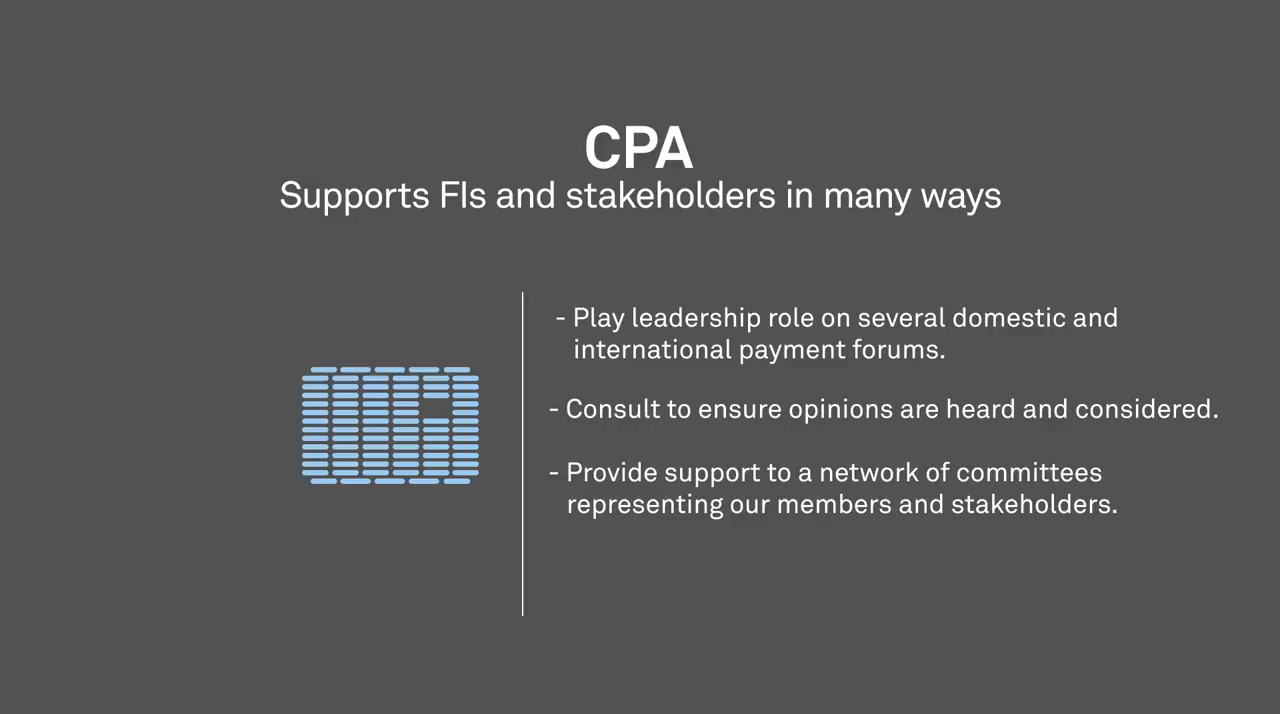 CPA
Supports FIs and stakeholders in many ways
- Play leadership role on several domestic and
international payment forums.
- Consult to ensure opinions are heard and considered.
- Provide support to a network of committees
representing our members and stakeholders.